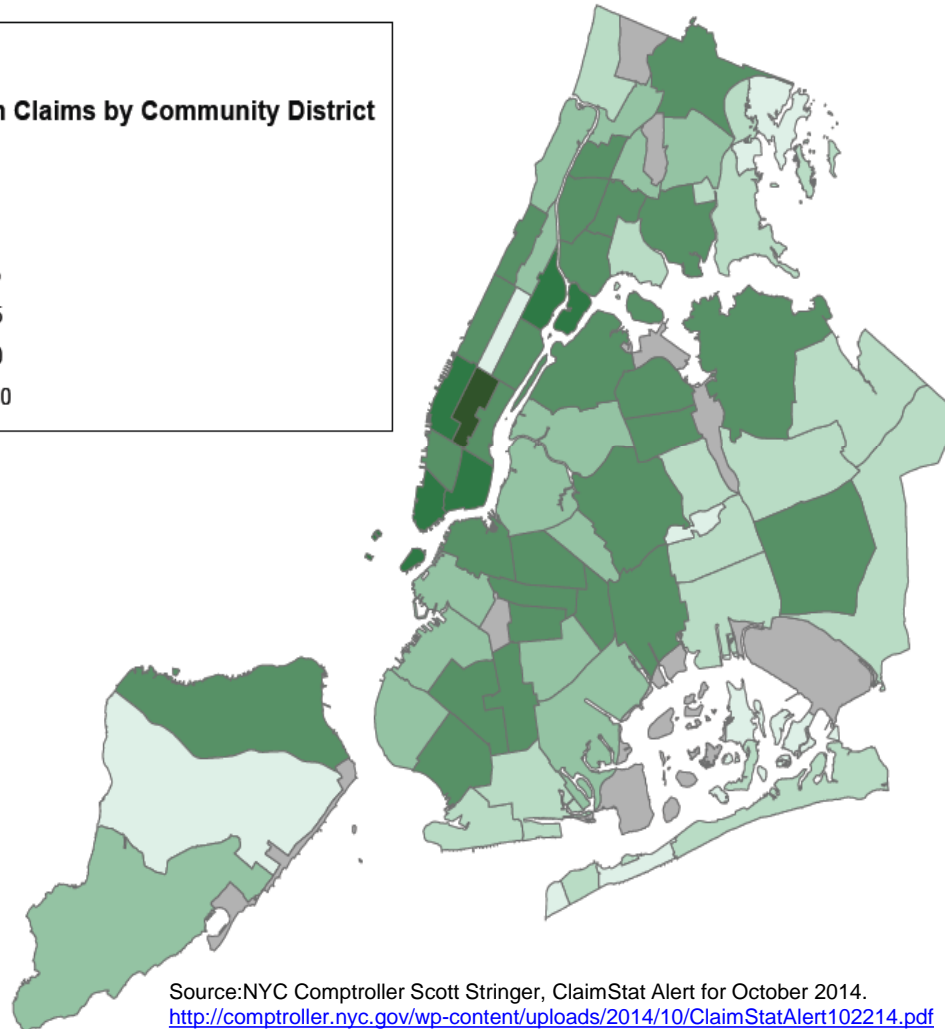 Claims by Community District
0
Source:NYC Comptroller Scott Stringer, ClaimStat Alert for October 2014.
http://comptroller.nyc.gov/wp-content/uploads/2014/10/ClaimStatAlert102214.pdf